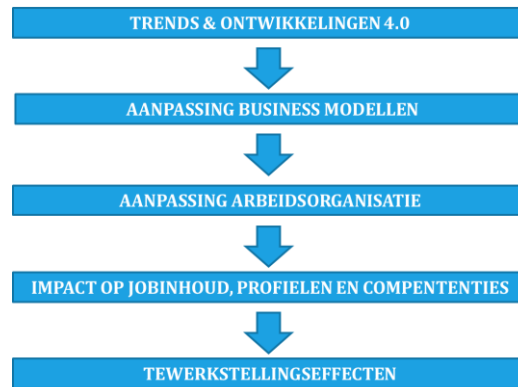 TRENDS & ONTWIKKELINGEN 4.0
AANPASSING BUSINESS MODELLEN
AANPASSING ARBEIDSORGANISATIE
IMPACT OP JOBINHOUD, PROFIELEN EN COMPENTENTIES
TEWERKSTELLINGSEFFECTEN